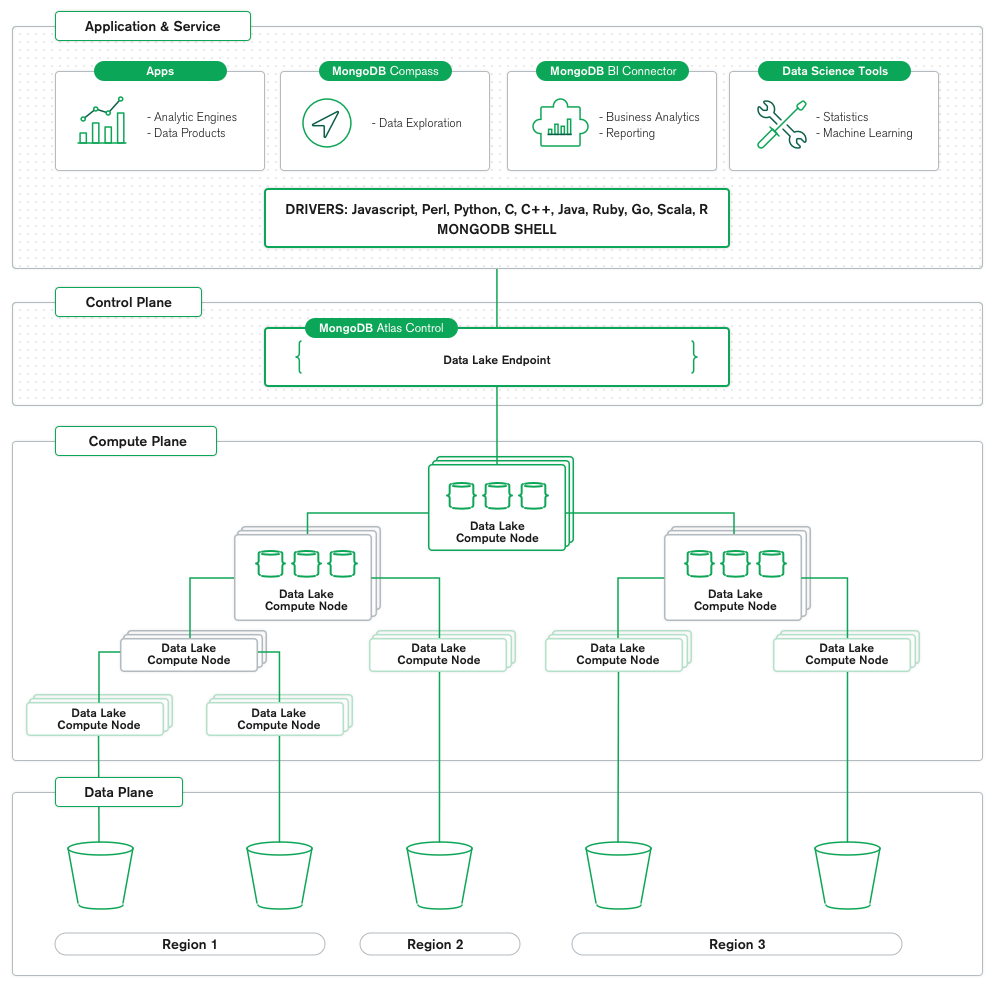 Application & Service
Apps
- Analytic Engines
- Data Products
MongoDB Compass
- Data Exploration
MongoDB BI Connector
- Business Analytics
- Reporting
Data Science Tools
- Statistics
- Machine Learning
DRIVERS: Javascript, Perl, Python, C, C++, Java, Ruby, Go, Scala, R
MONGODB SHELL
Control Plane
MongoDB Atlas Control
{
Data Lake Endpoint
}
Compute Plane
Data Lake
Compute Node
Data Lake
Compute Node
Data Lake
Compute Node
Data Lake
Compute Node
Data Lake
Compute Node
Data Lake
Compute Node
Data Lake
Compute Node
Data Lake
Compute Node
Data Lake
Compute Node
Data Plane
Region 1
Region 2
Region 3